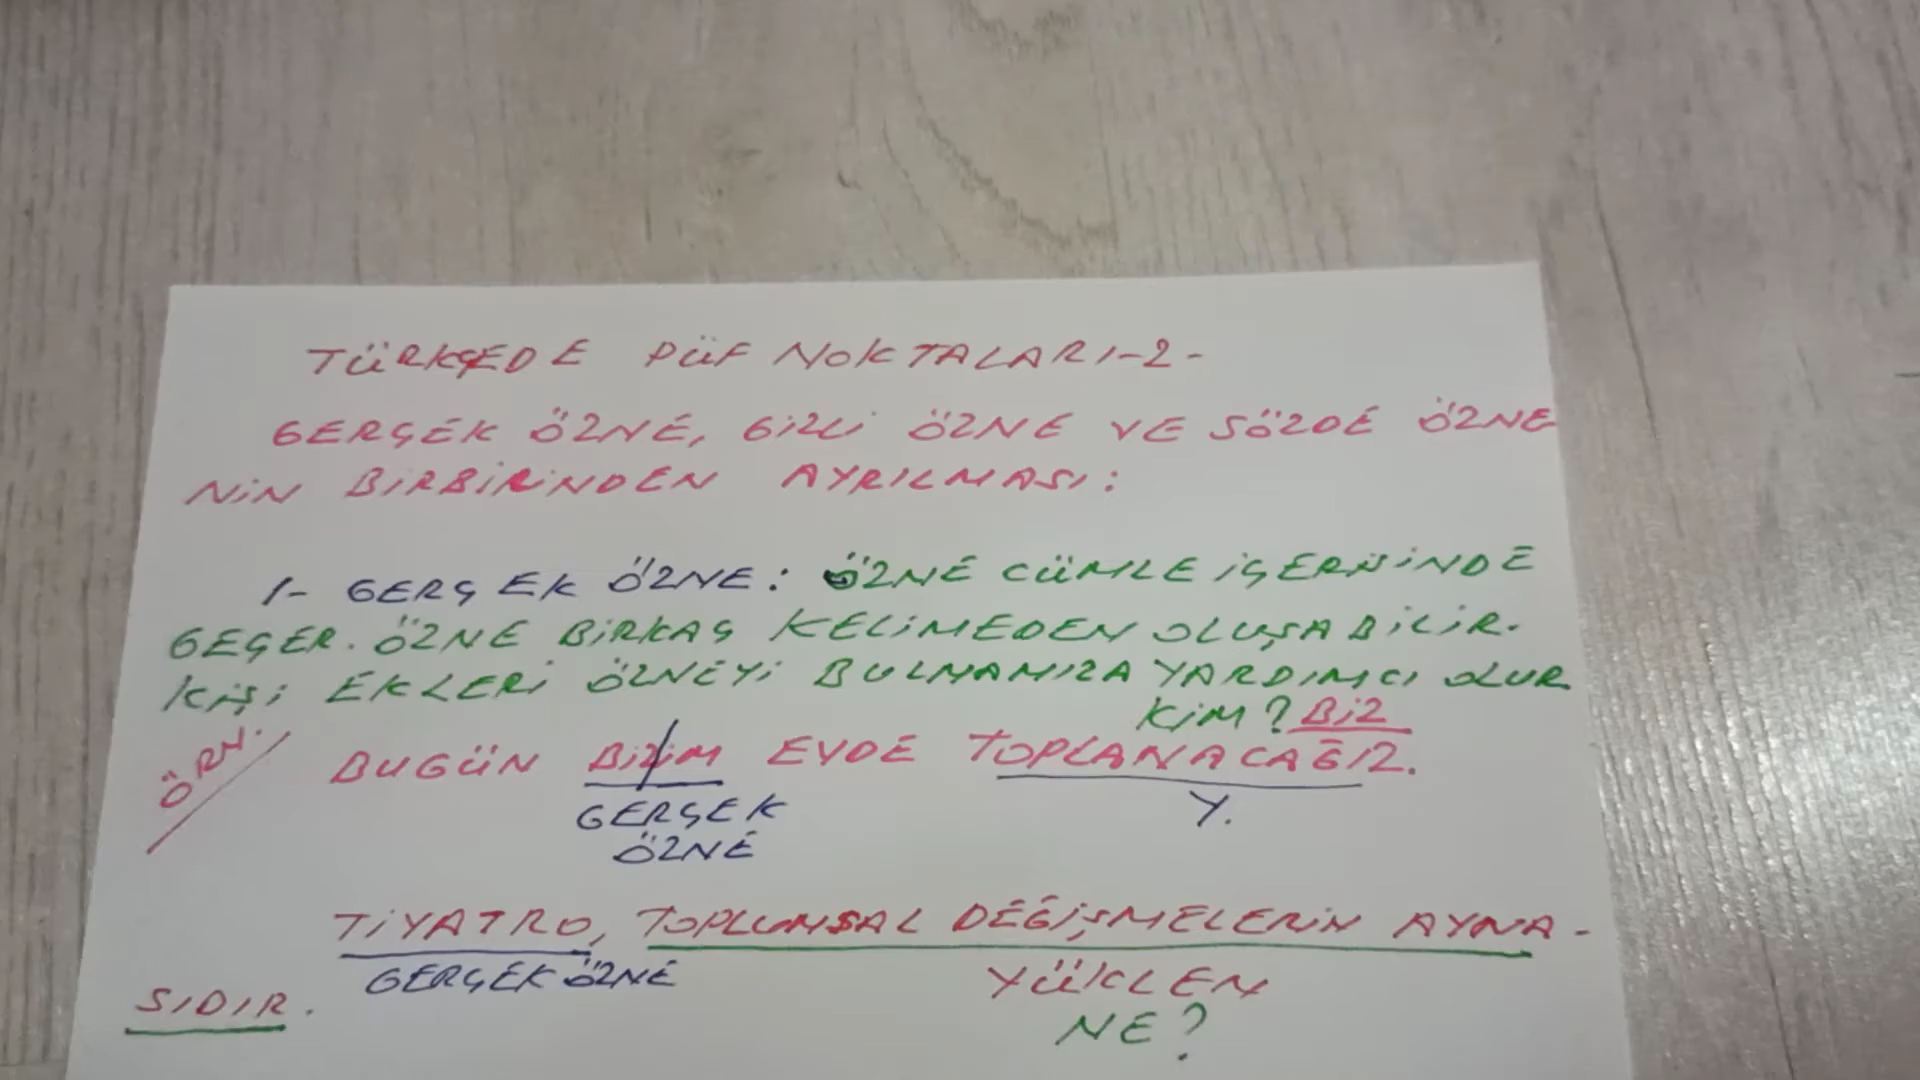 TÜRKÇEDE PÜF NOKTALARI-2-
GERÇEK ÖZNE, GİZLİ ÖZNE VE SÖZDE ÖZNE
NİN BİRBİRİNDEN AYRILMASI:
1- GERÇEK ÖZNE: ÖZNE CÜMLE İÇERİSİNDE
GEÇER. ÖZNE BİRKAÇ KELİMEDEN OLUŞABİLİR.
KİŞİ EKLERİ ÖZNEYİ BULMAMIZA YARDIMCI OLUR
KİM? BİZ
ÖRN. BUGÜN BİZİM EVDE TOPLANACAĞIZ.
GERÇEK Y.
ÖZNE
TİYATRO, TOPLUMSAL DEĞİŞMELERİN AYNA-
GERÇEK ÖZNE YÜKLEM
SIDIR.
NE?